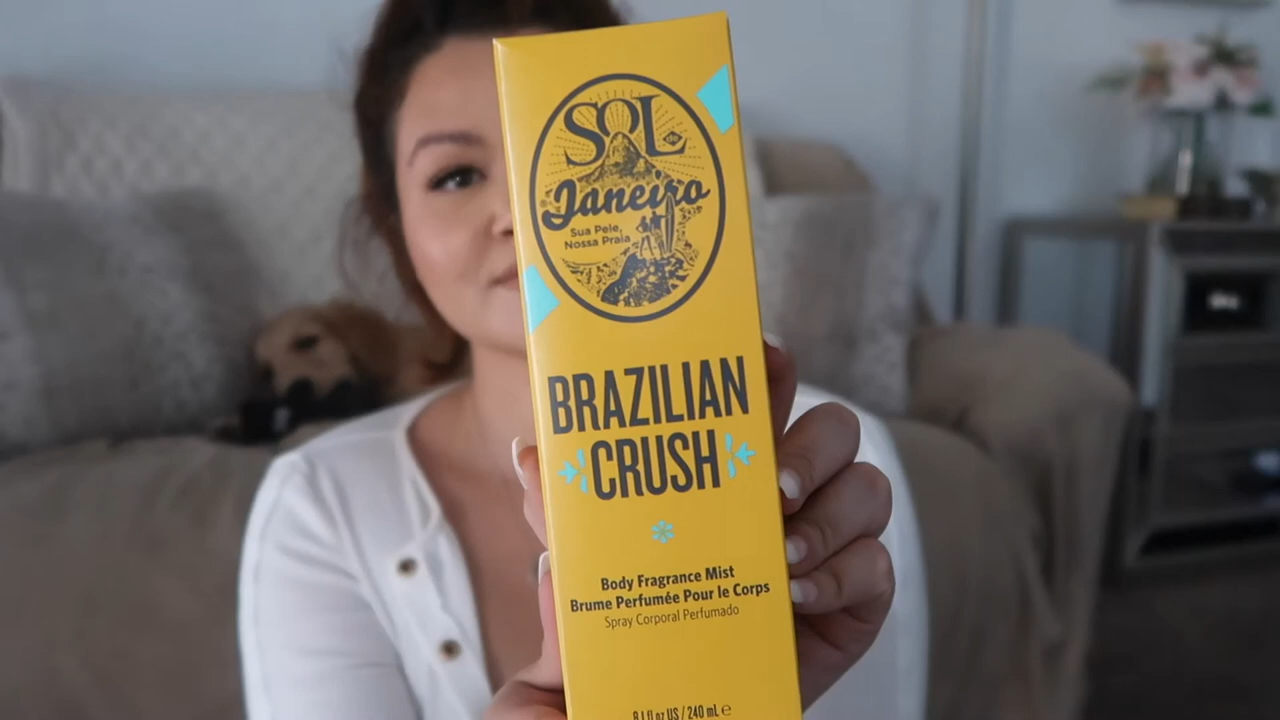 SOL
Janeiro
Sua Pele,
Nossa Praia
BRAZILIAN
CRUSH
Body Fragrance Mist
Brume Perfumée Pour le Corps
Spray Corporal Perfumado
8.1 fl oz US / 240 mL ℮